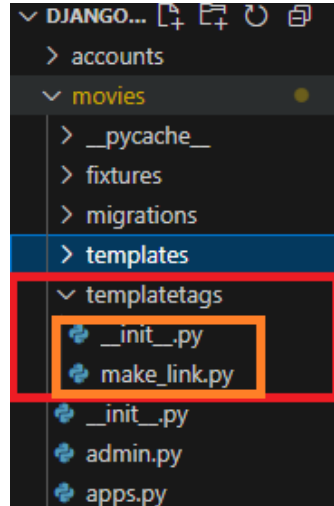 DJANGO...
accounts
movies
__pycache__
fixtures
migrations
templates
templatetags
__init__.py
make_link.py
__init__.py
admin.py
apps.py